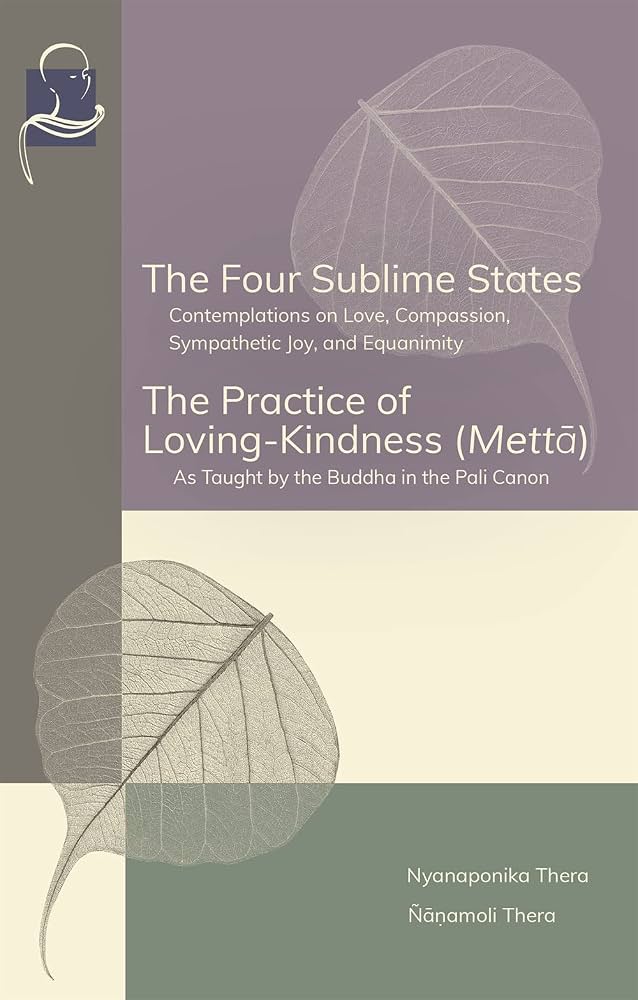 The Four Sublime States
Contemplations on Love, Compassion,
Sympathetic Joy, and Equanimity
The Practice of
Loving-Kindness (Mettā)
As Taught by the Buddha in the Pali Canon
Nyanaponika Thera
Ñāṇamoli Thera